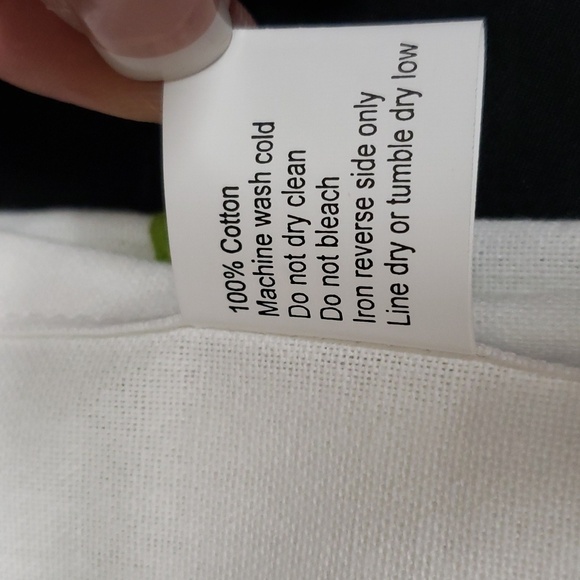 100% Cotton
Machine wash cold
Do not dry clean
Do not bleach
Iron reverse side only
Line dry or tumble dry low